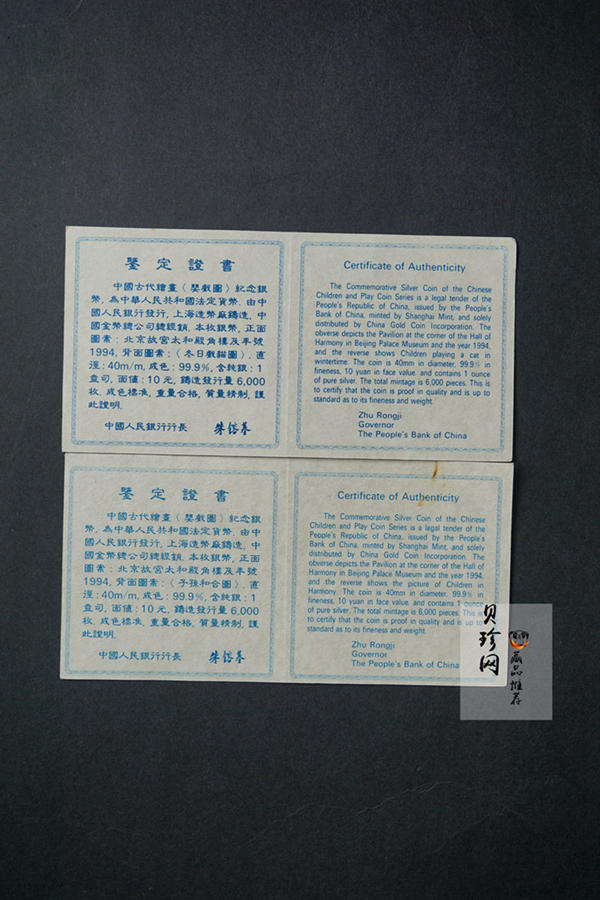 鑒定證書
中國古代繪畫〈嬰戲圖〉紀念銀
幣，為中華人民共和國法定貨幣，由中
國人民銀行發行，上海造幣廠鑄造，中
國金幣總公司總經銷，本枚銀幣，正面
圖案：北京故宮太和殿角樓及年號
1994，背面圖案：〈冬日戲貓圖〉，直
徑：40m/m，成色：99.9%，含純銀：1
盎司，面值：10元，鑄造發行量6,000
枚，成色標準，重量合格，質量精制，謹
此證明。
中國人民銀行行長 朱鎔基
Certificate of Authenticity
The Commemorative Silver Coin of the Chinese
Children and Play Coin Series is a legal tender of the
People's Republic of China, issued by the People's
Bank of China, minted by Shanghai Mint, and solely
distributed by China Gold Coin Incorporation. The
obverse depicts the Pavilion at the corner of the Hall of
Harmony in Beijing Palace Museum and the year 1994,
and the reverse shows Children playing a cat in
wintertime. The coin is 40mm in diameter, 99.9% in
fineness, 10 yuan in face value, and contains 1 ounce
of pure silver. The total mintage is 6,000 pieces. This is
to certify that the coin is proof in quality and is up to
standard as to its fineness and weight.
Zhu Rongji
Governor
The People's Bank of China
鑒定證書
中國古代繪畫〈嬰戲圖〉紀念銀
幣，為中華人民共和國法定貨幣，由中
國人民銀行發行，上海造幣廠鑄造，中
國金幣總公司總經銷，本枚銀幣，正面
圖案：北京故宮太和殿角樓及年號
1994，背面圖案：〈子孫和合圖〉，直
徑：40m/m，成色：99.9%，含純銀：1
盎司，面值：10元，鑄造發行量6,000
枚，成色標準，重量合格，質量精制，謹
此證明。
中國人民銀行行長 朱鎔基
Certificate of Authenticity
The Commemorative Silver Coin of the Chinese
Children and Play Coin Series is a legal tender of the
People's Republic of China, issued by the People's
Bank of China, minted by Shanghai Mint, and solely
distributed by China Gold Coin Incorporation. The
obverse depicts the Pavilion at the corner of the Hall of
Harmony in Beijing Palace Museum and the year 1994,
and the reverse shows the picture of Children in
Harmony. The coin is 40mm in diameter, 99.9% in
fineness, 10 yuan in face value, and contains 1 ounce
of pure silver. The total mintage is 6,000 pieces. This is
to certify that the coin is proof in quality and is up to
standard as to its fineness and weight.
Zhu Rongji
Governor
The People's Bank of China
贝珍网
藏品推荐